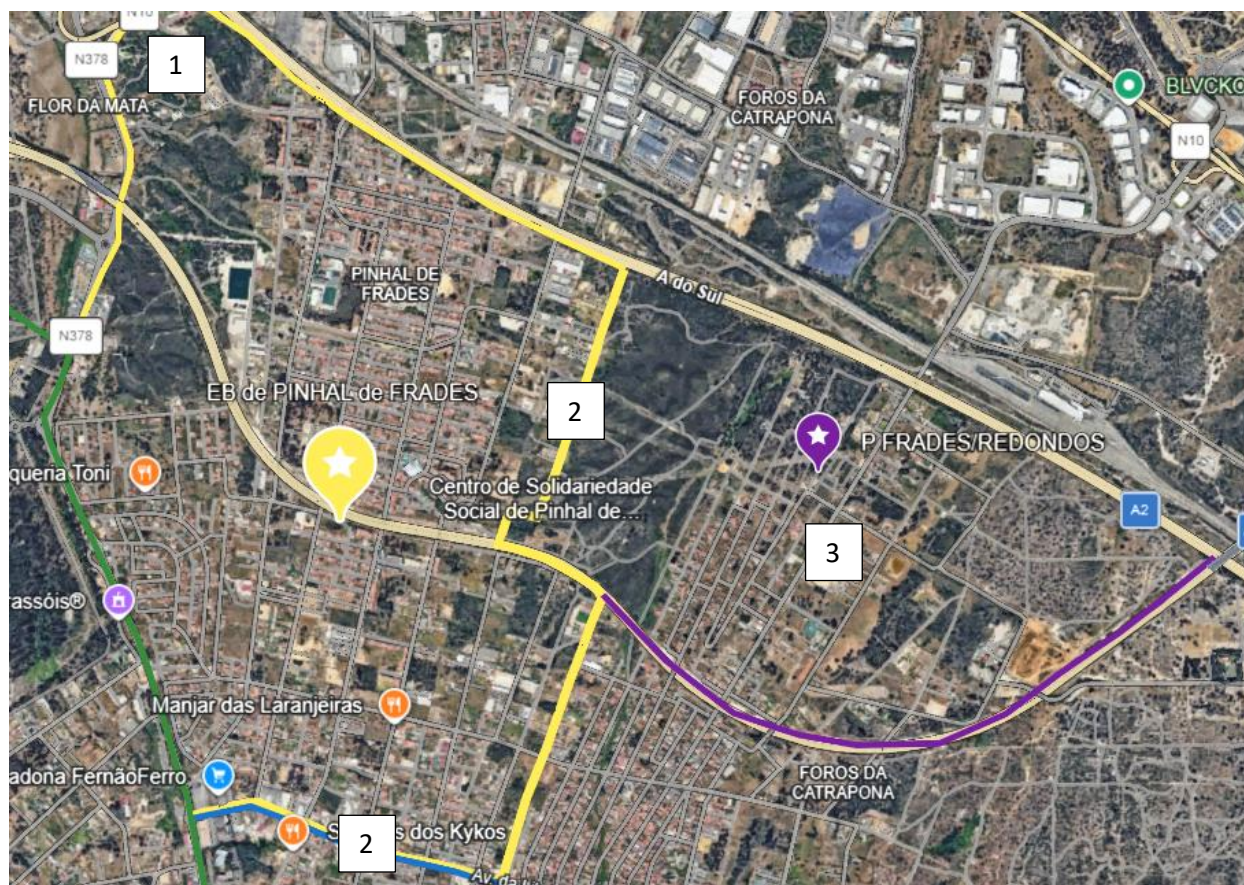 N10
N378
1
FLOR DA MATA
FOROS DA
CATRAPONA
BLVCKO
N10
PINHAL DE
FRADES
A do Sul
N378
EB de PINHAL de FRADES
2
P FRADES/REDONDOS
queria Toni
Centro de Solidariedade
Social de Pinhal de...
A2
3
rassóis®
Manjar das Laranjeiras
adona FernãoFerro
FOROS DA
CATRAPONA
2
s dos Kykos
Av. da